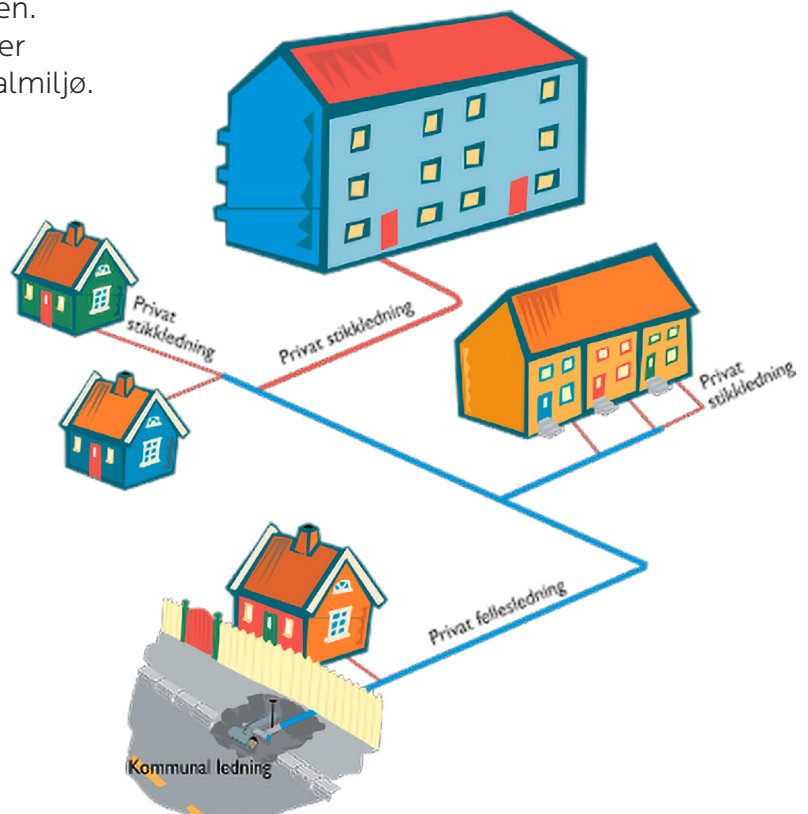 en.
er
almiljø.
Privat
stikkledning
Privat stikkledning
Privat
stikkledning
Privat fellesledning
Kommunal ledning